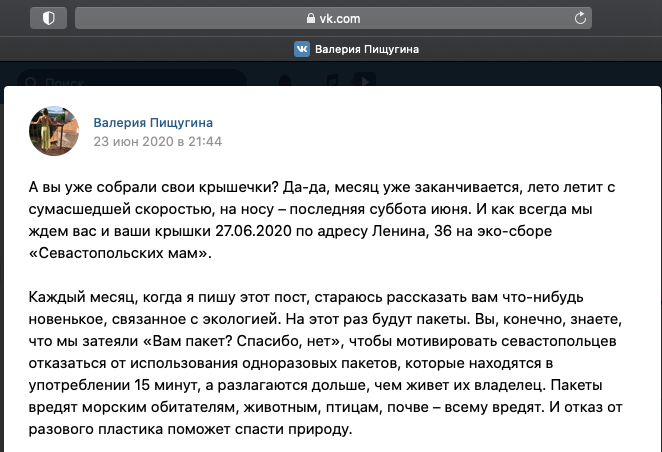 vk.com
Валерия Пищугина
Поиск
Валерия Пищугина
23 июн 2020 в 21:44
А вы уже собрали свои крышечки? Да-да, месяц уже заканчивается, лето летит с
сумасшедшей скоростью, на носу – последняя суббота июня. И как всегда мы
ждем вас и ваши крышки 27.06.2020 по адресу Ленина, 36 на эко-сборе
«Севастопольских мам».
Каждый месяц, когда я пишу этот пост, стараюсь рассказать вам что-нибудь
новенькое, связанное с экологией. На этот раз будут пакеты. Вы, конечно, знаете,
что мы затеяли «Вам пакет? Спасибо, нет», чтобы мотивировать севастопольцев
отказаться от использования одноразовых пакетов, которые находятся в
употреблении 15 минут, а разлагаются дольше, чем живет их владелец. Пакеты
вредят морским обитателям, животным, птицам, почве – всему вредят. И отказ от
разового пластика поможет спасти природу.